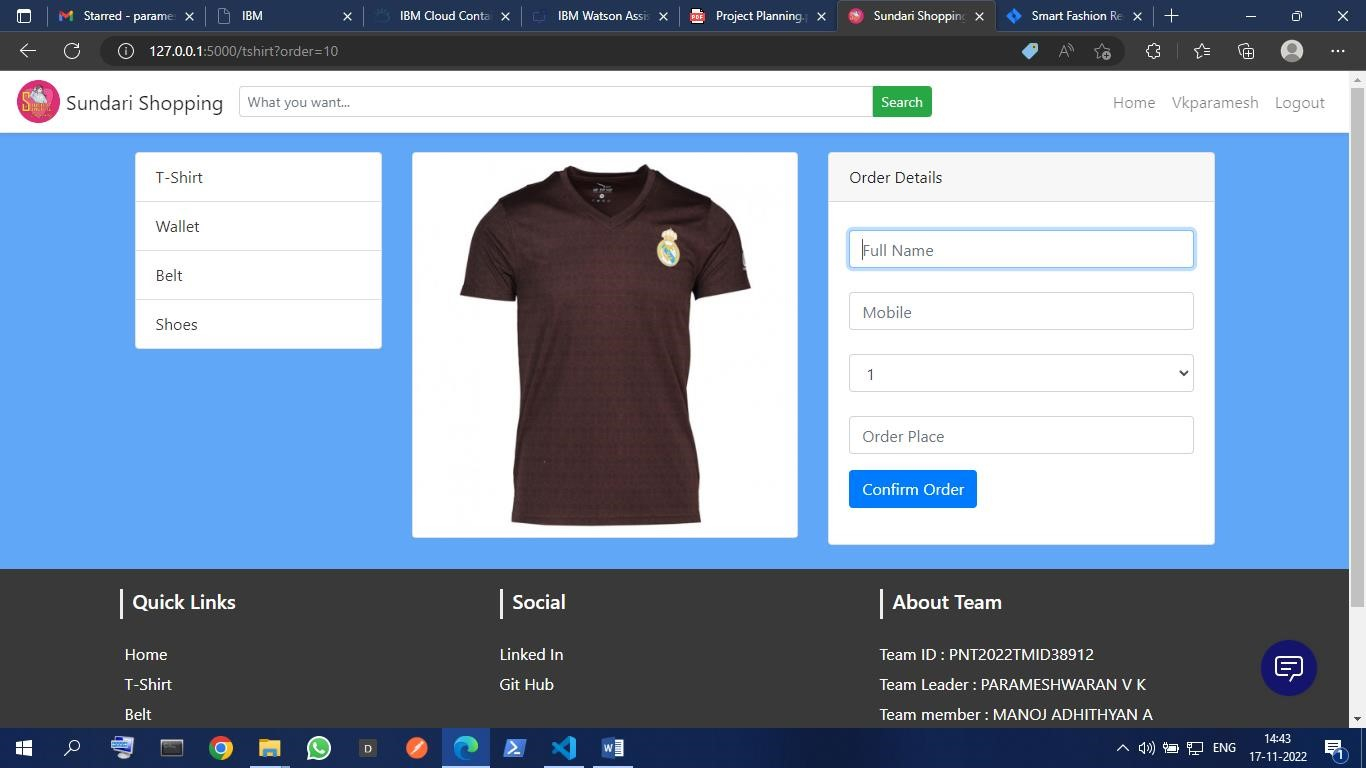 Starred - parame
IBM
IBM Cloud Conta
IBM Watson Assis
Project Planning.p
Sundari Shopping
Smart Fashion Re
127.0.0.1:5000/tshirt?order=10
Sundari Shopping
What you want...
Search
Home
Vkparamesh
Logout
T-Shirt
Wallet
Belt
Shoes
Order Details
Full Name
Mobile
1
Order Place
Confirm Order
Quick Links
Home
T-Shirt
Belt
Social
Linked In
Git Hub
About Team
Team ID : PNT2022TMID38912
Team Leader : PARAMESHWARAN V K
Team member : MANOJ ADHITHYAN A
ENG
14:43
17-11-2022
1